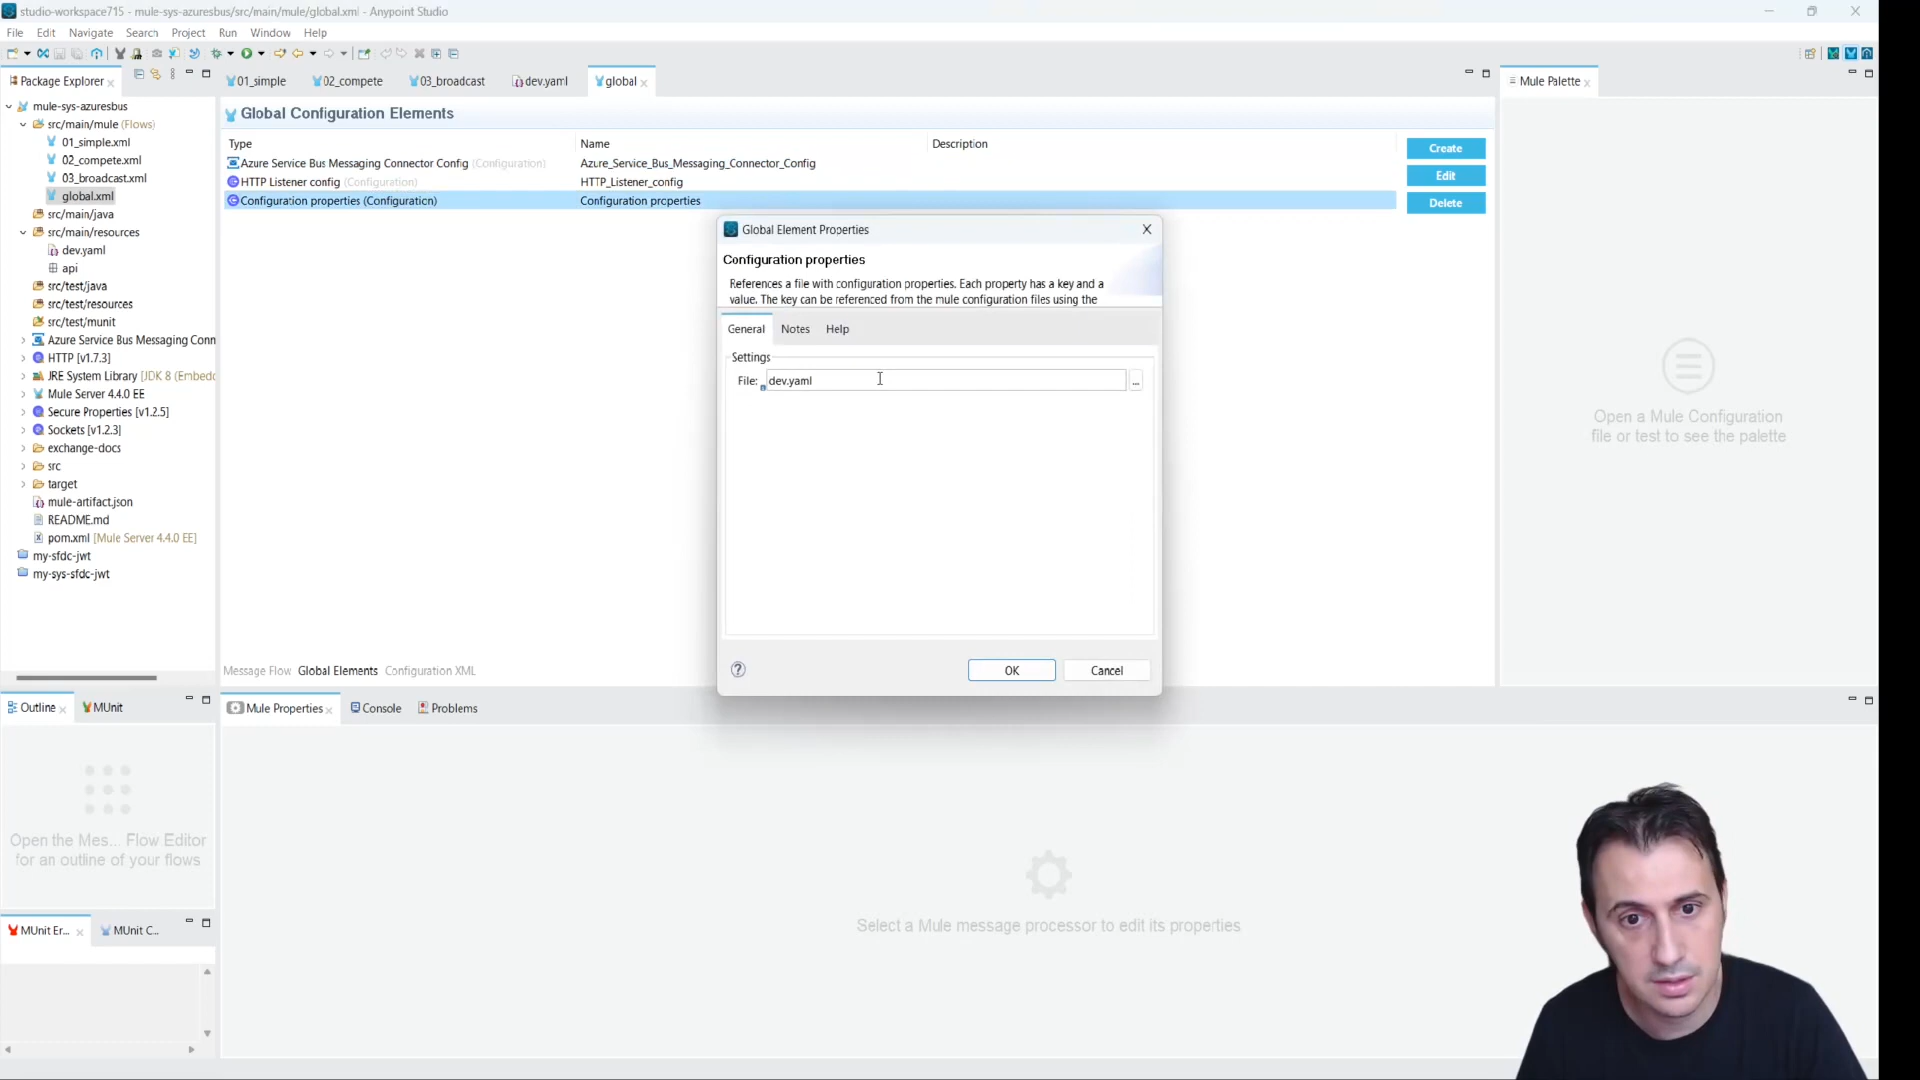 studio-workspace715 - mule-sys-azuresbus/src/main/mule/global.xml - Anypoint Studio
File Edit Navigate Search Project Run Window Help
Package Explorer
01_simple 02_compete 03_broadcast dev.yaml global
Mule Palette
mule-sys-azuresbus
src/main/mule (Flows)
01_simple.xml
02_compete.xml
03_broadcast.xml
global.xml
src/main/java
src/main/resources
dev.yaml
api
src/test/java
src/test/resources
src/test/munit
Azure Service Bus Messaging Conn
HTTP [v1.7.3]
JRE System Library [JDK 8 (Embedd
Mule Server 4.4.0 EE
Secure Properties [v1.2.5]
Sockets [v1.2.3]
exchange-docs
src
target
mule-artifact.json
README.md
pom.xml [Mule Server 4.4.0 EE]
my-sfdc-jwt
my-sys-sfdc-jwt
Global Configuration Elements
Type Name Description
Azure Service Bus Messaging Connector Config (Configuration) Azure_Service_Bus_Messaging_Connector_Config
HTTP Listener config (Configuration) HTTP_Listener_config
Configuration properties (Configuration) Configuration properties
Create
Edit
Delete
Global Element Properties
Configuration properties
References a file with configuration properties. Each property has a key and a
value. The key can be referenced from the mule configuration files using the
General Notes Help
Settings
File: dev.yaml ...
OK Cancel
Open a Mule Configuration
file or test to see the palette
Message Flow Global Elements Configuration XML
Outline MUnit
Open the Mes... Flow Editor
for an outline of your flows
MUnit Er... MUnit C...
Mule Properties Console Problems
Select a Mule message processor to edit its properties